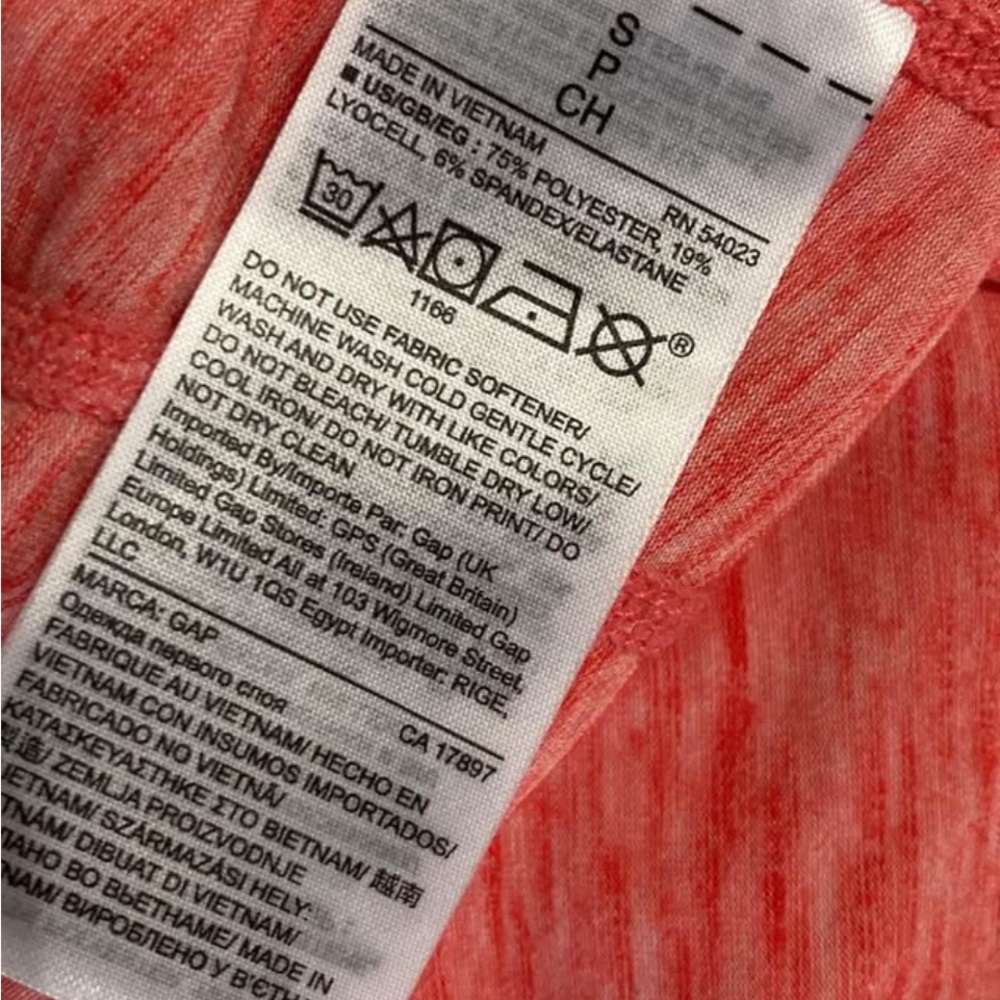 S
P
CH
MADE IN VIETNAM
RN 54023
■ US/GB/EG : 75% POLYESTER, 19%
LYOCELL, 6% SPANDEX/ELASTANE
30
®
1166
DO NOT USE FABRIC SOFTENER/
MACHINE WASH COLD GENTLE CYCLE/
WASH AND DRY WITH LIKE COLORS/
DO NOT BLEACH/ TUMBLE DRY LOW/
COOL IRON/ DO NOT IRON PRINT/ DO
NOT DRY CLEAN
Imported By/Importe Par: Gap (UK
Holdings) Limited: GPS (Great Britain)
Limited Gap Stores (Ireland) Limited Gap
Europe Limited All at 103 Wigmore Street,
London, W1U 1QS Egypt Importer: RIGE,
LLC
CA 17897
MARCA: GAP
Одежда первого слоя
FABRIQUE AU VIETNAM/ HECHO EN
VIETNAM CON INSUMOS IMPORTADOS/
FABRICADO NO VIETNÃ/
ΚΑΤΑΣΚΕΥΑΣΤΗΚΕ ΣΤΟ ΒΙΕΤΝΑΜ/ 越南
造/ ZEMLJA PROIZVODNJE
IETNAM/ SZÁRMAZÁSI HELY:
TNÁM/ DIBUAT DI VIETNAM/
АНО ВО ВЬЕТНАМЕ/ MADE IN
NAM/ ВИРОБЛЕНО У В'ЄТН